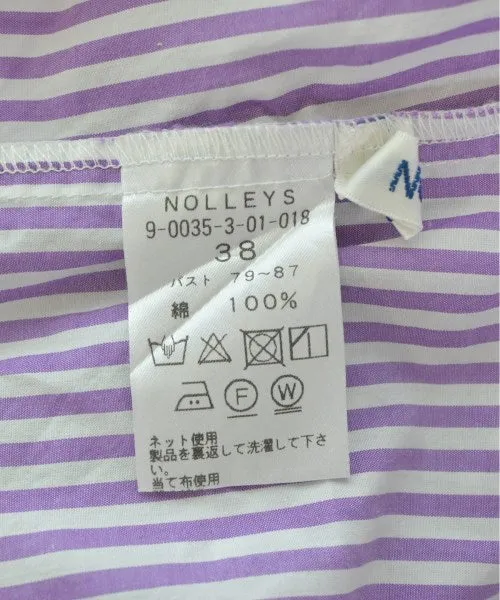 NOLLEYS
9-0035-3-01-018
38
バスト 79~87
綿 100%
F W
ネット使用
製品を裏返して洗濯して下さ
い。
当て布使用